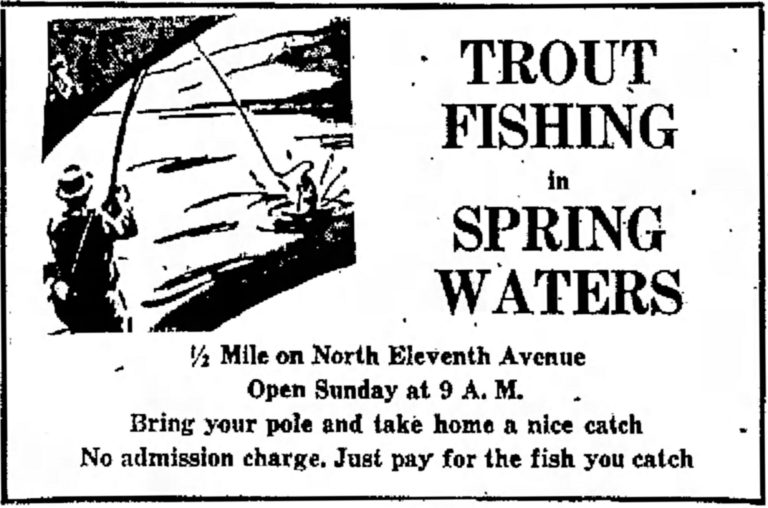 TROUT
FISHING
in
SPRING
WATERS
½ Mile on North Eleventh Avenue
Open Sunday at 9 A. M.
Bring your pole and take home a nice catch
No admission charge. Just pay for the fish you catch